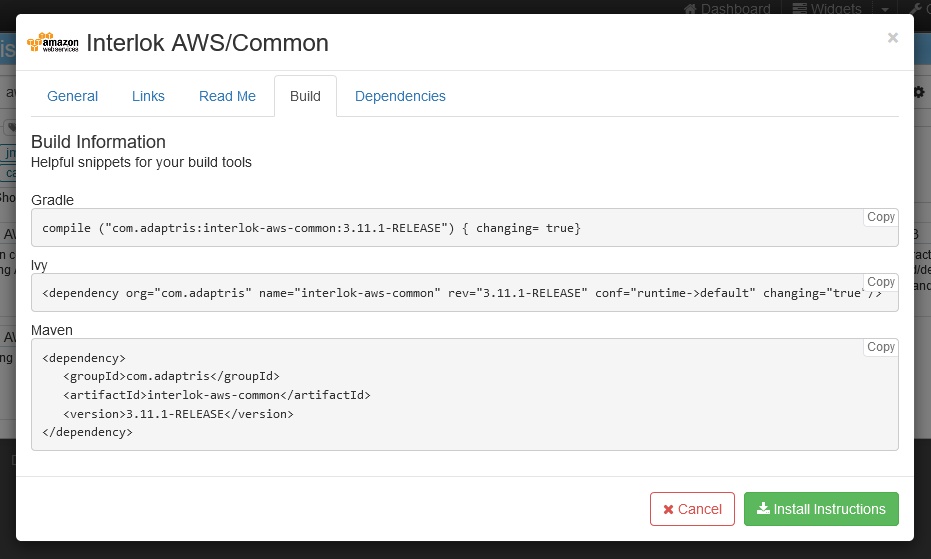 Dashboard
Widgets
amazon
webservices
Interlok AWS/Common
×
General
Links
Read Me
Build
Dependencies
Build Information
Helpful snippets for your build tools
Gradle
Copy
compile ("com.adaptris:interlok-aws-common:3.11.1-RELEASE") { changing= true}
Ivy
Copy
<dependency org="com.adaptris" name="interlok-aws-common" rev="3.11.1-RELEASE" conf="runtime->default" changing="true"/>
Maven
Copy
<dependency>
<groupId>com.adaptris</groupId>
<artifactId>interlok-aws-common</artifactId>
<version>3.11.1-RELEASE</version>
</dependency>
Cancel
Install Instructions